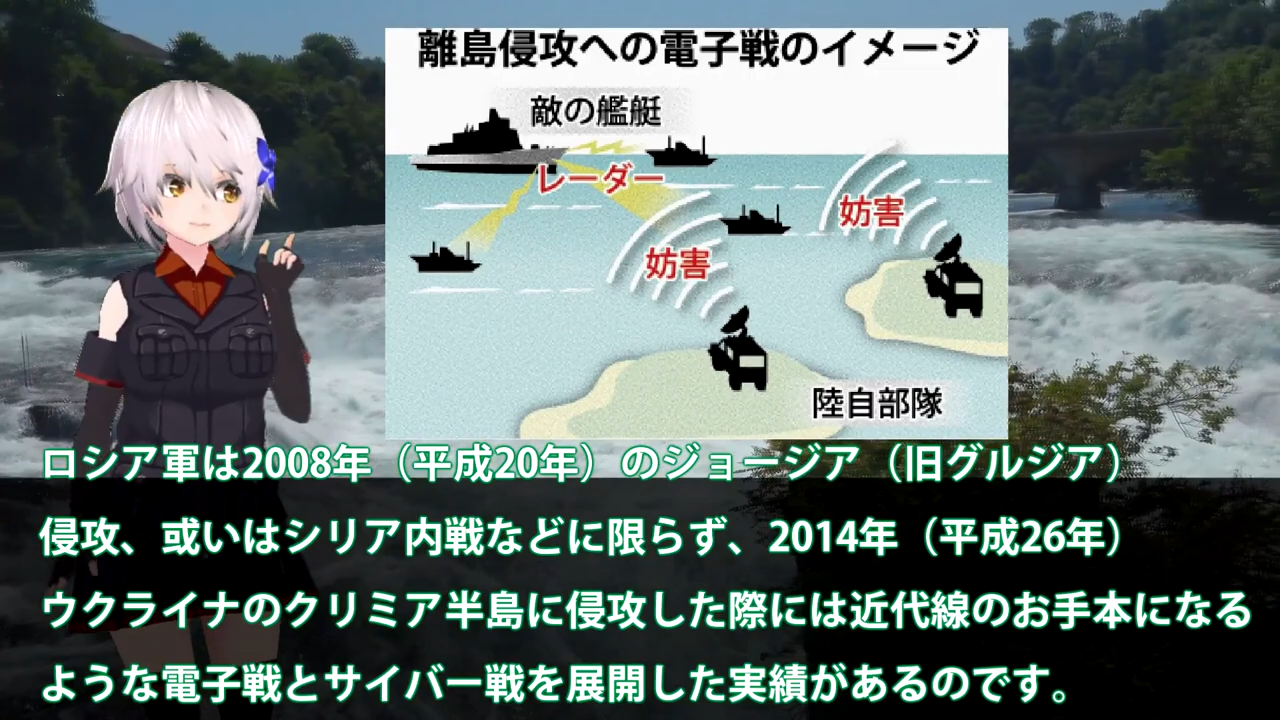 離島侵攻への電子戦のイメージ
敵の艦艇
レーダー
妨害
妨害
陸自部隊
ロシア軍は2008年（平成20年）のジョージア（旧グルジア）
侵攻、或いはシリア内戦などに限らず、2014年（平成26年）
ウクライナのクリミア半島に侵攻した際には近代線のお手本になる
ような電子戦とサイバー戦を展開した実績があるのです。